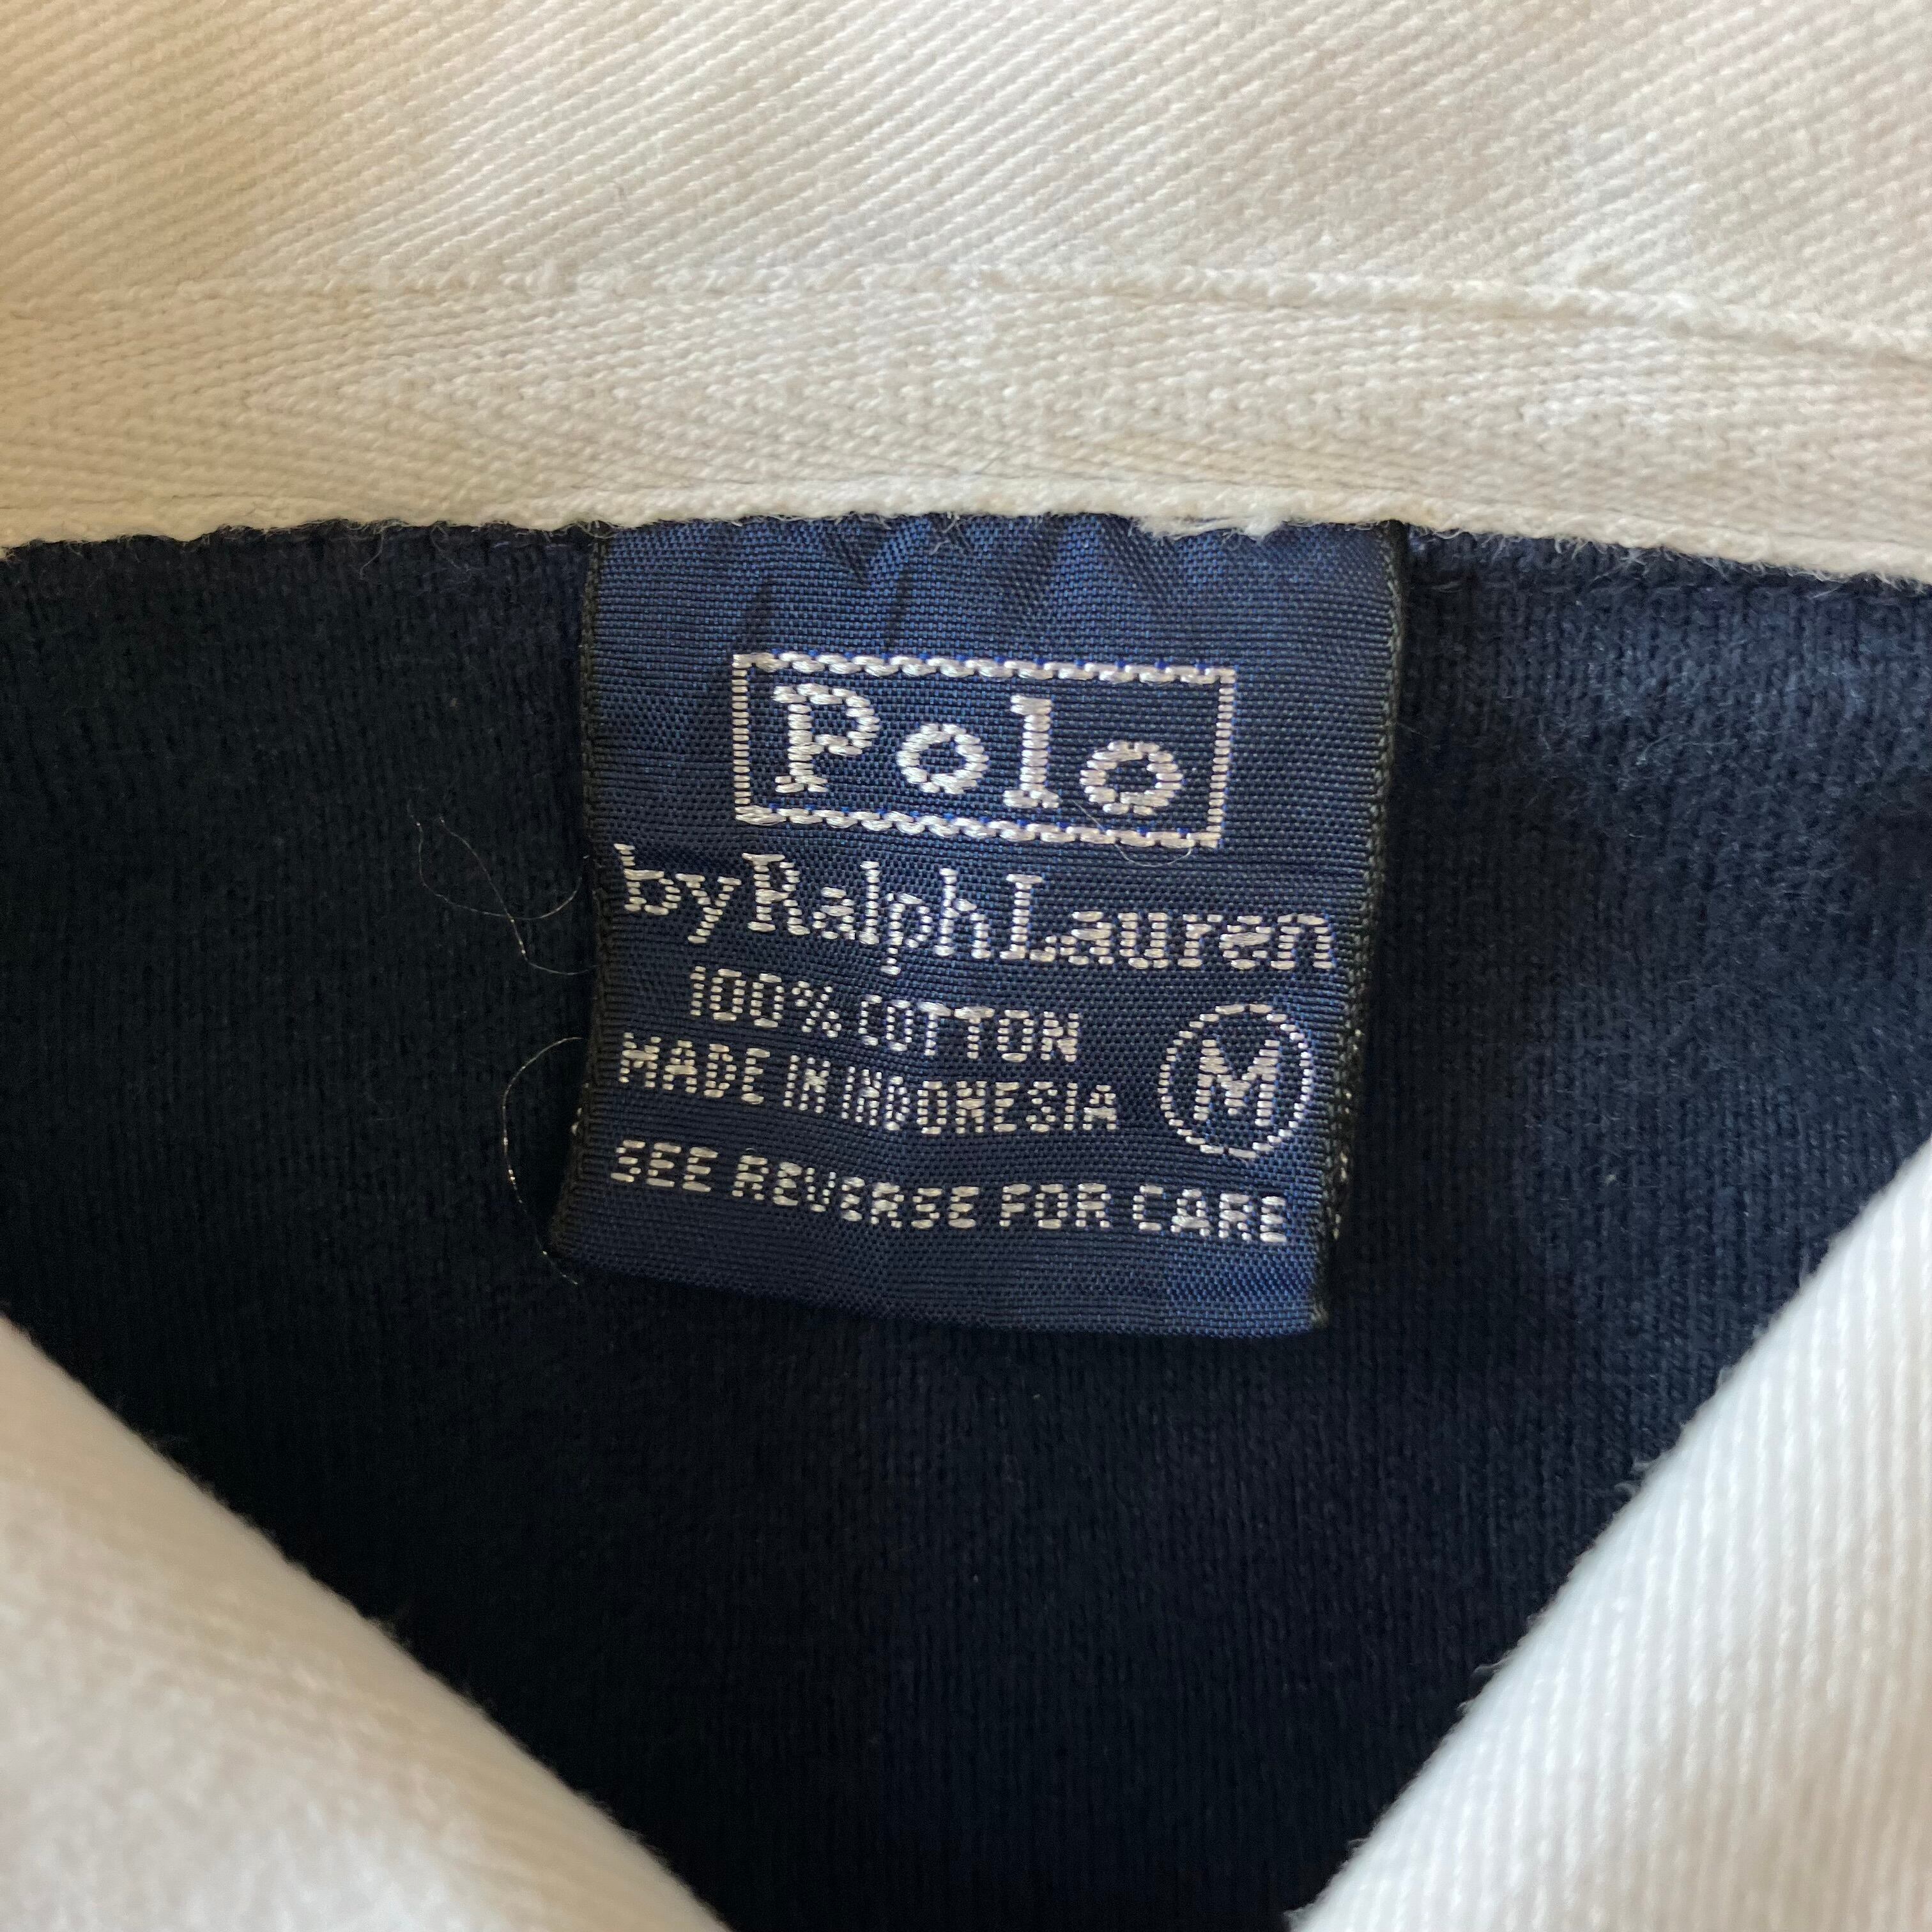 Polo
by Ralph Lauren
100% COTTON
MADE IN INDONESIA
M
SEE REVERSE FOR CARE